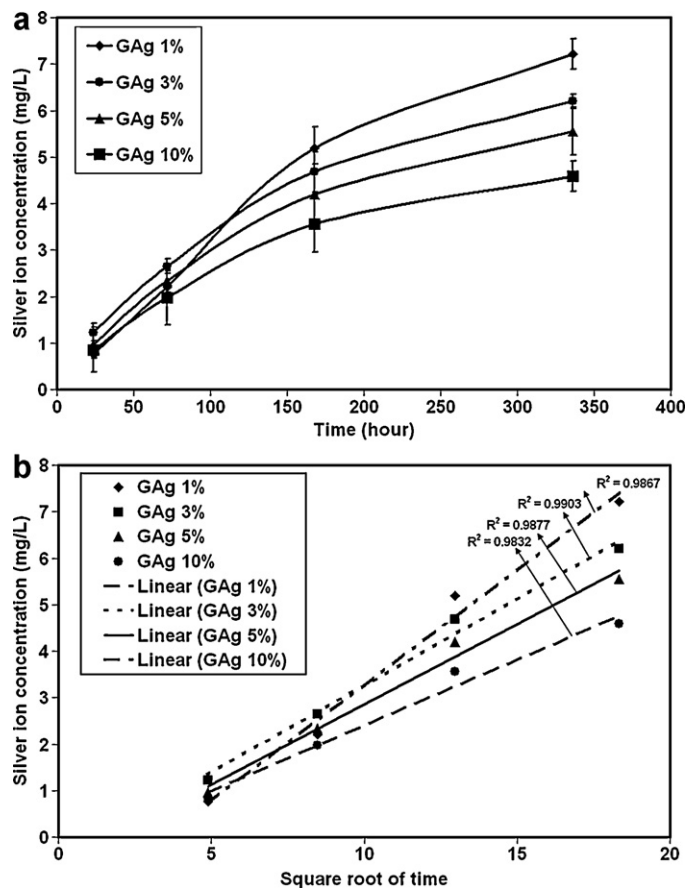 a
GAg 1%
GAg 3%
GAg 5%
GAg 10%
Silver ion concentration (mg/L)
8
7
6
5
4
3
2
1
0
0 50 100 150 200 250 300 350 400
Time (hour)
b
GAg 1%
GAg 3%
GAg 5%
GAg 10%
Linear (GAg 1%)
Linear (GAg 3%)
Linear (GAg 5%)
Linear (GAg 10%)
R² = 0.9867
R² = 0.9903
R² = 0.9877
R² = 0.9832
Silver ion concentration (mg/L)
8
7
6
5
4
3
2
1
0
0 5 10 15 20
Square root of time